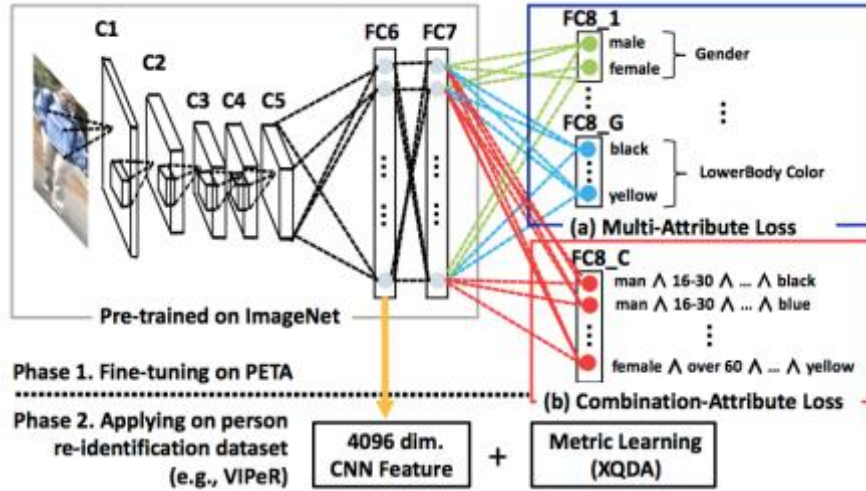 C1
C2
C3
C4
C5
FC6
FC7
Pre-trained on ImageNet
FC8_1
male
female
Gender
FC8_G
black
yellow
LowerBody Color
(a) Multi-Attribute Loss
FC8_C
man ∧ 16-30 ∧ ... ∧ black
man ∧ 16-30 ∧ ... ∧ blue
female ∧ over 60 ∧ ... ∧ yellow
(b) Combination-Attribute Loss
Phase 1. Fine-tuning on PETA
Phase 2. Applying on person
re-identification dataset
(e.g., VIPeR)
4096 dim.
CNN Feature
+
Metric Learning
(XQDA)